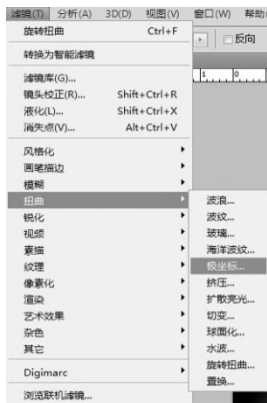 滤镜(T) 分析(A) 3D(D) 视图(V) 窗口(W) 帮助
旋转扭曲 Ctrl+F
转换为智能滤镜
反向
滤镜库(G)...
镜头校正(R)... Shift+Ctrl+R
液化(L)... Shift+Ctrl+X
消失点(V)... Alt+Ctrl+V
1 0
风格化
画笔描边
模糊
扭曲
锐化
视频
素描
纹理
像素化
渲染
艺术效果
杂色
其它
Digimarc
浏览联机滤镜...
波浪...
波纹...
玻璃...
海洋波纹...
极坐标...
挤压...
扩散亮光...
切变...
球面化...
水波...
旋转扭曲...
置换...